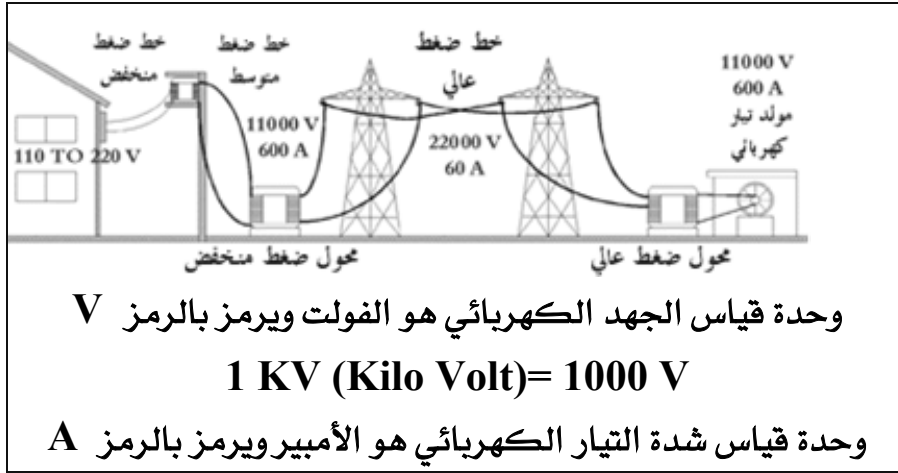 خط ضغط
منخفض
خط ضغط
متوسط
خط ضغط
عالي
11000 V
600 A
مولد تيار
كهربائي
11000 V
600 A
22000 V
60 A
110 TO 220 V
محول ضغط منخفض
محول ضغط عالي
وحدة قياس الجهد الكهربائي هو الفولت ويرمز بالرمز V
1 KV (Kilo Volt)= 1000 V
وحدة قياس شدة التيار الكهربائي هو الأمبير ويرمز بالرمز A